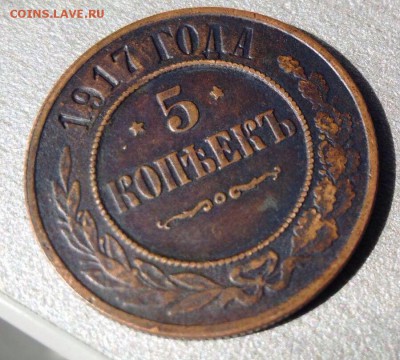 COINS.LAVE.RU
1917 ГОДА
5
КОПѢЕКЪ